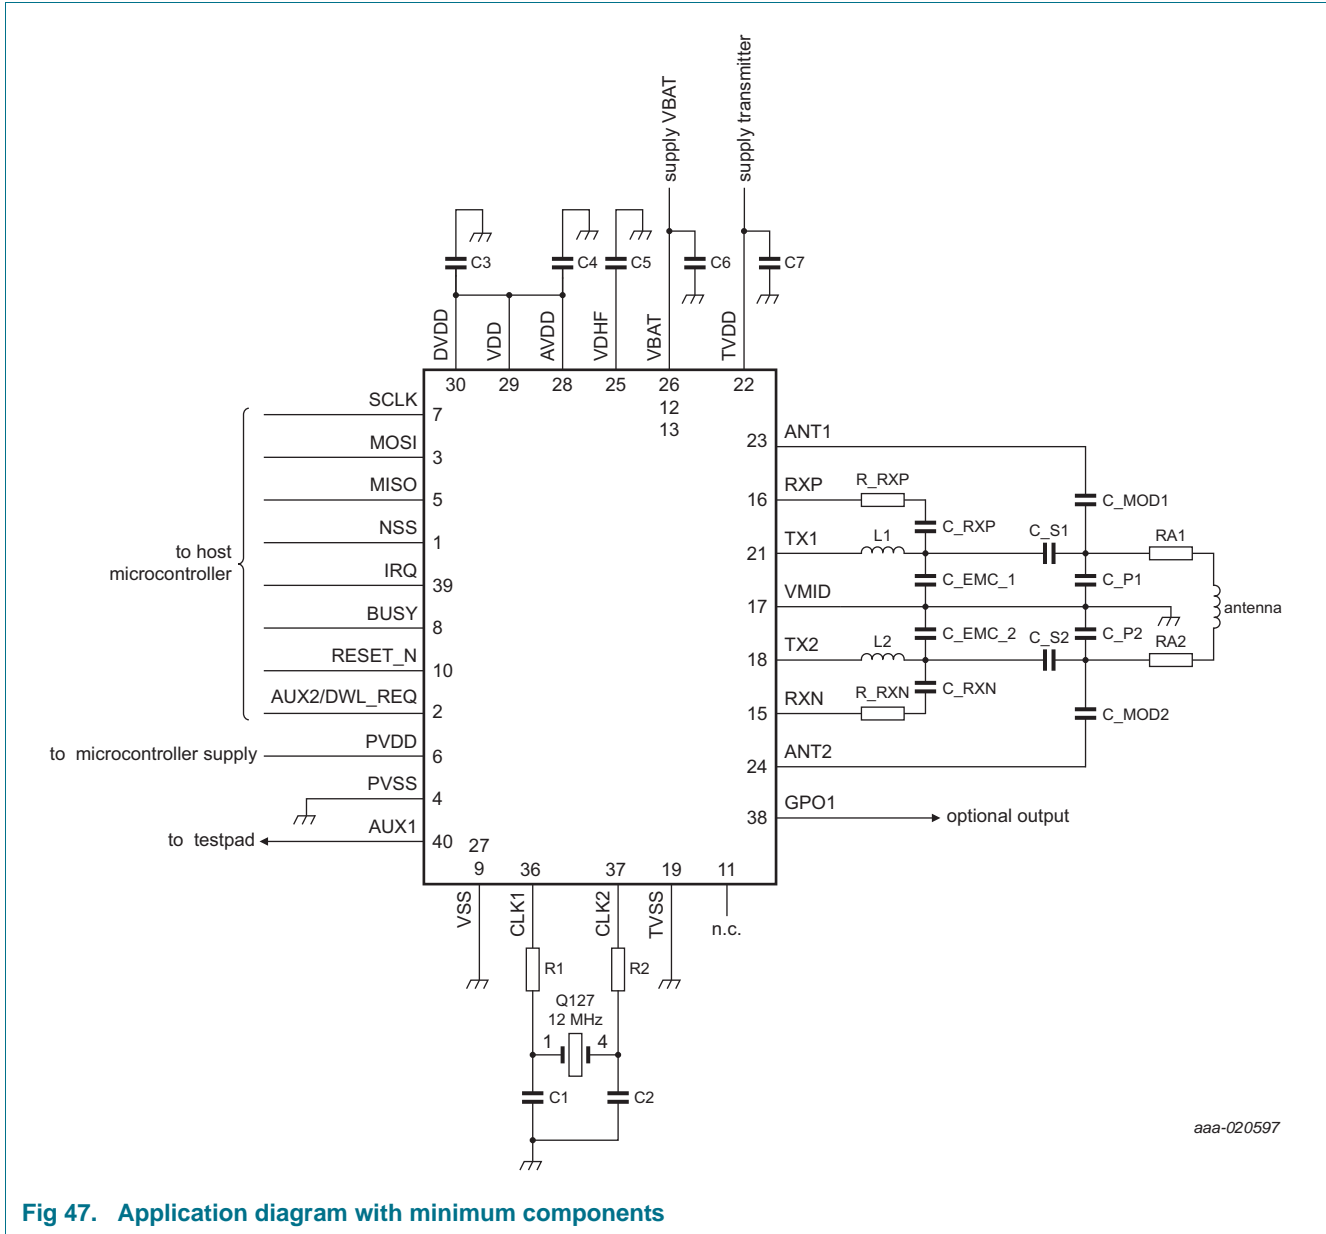 supply VBAT
supply transmitter
C3
C4
C5
C6
C7
DVDD
VDD
AVDD
VDHF
VBAT
TVDD
30
29
28
25
26
22
12
13
SCLK
7
MOSI
3
MISO
5
NSS
1
IRQ
39
BUSY
8
RESET_N
10
AUX2/DWL_REQ
2
to host
microcontroller
PVDD
to microcontroller supply
6
PVSS
4
AUX1
to testpad
40
23
ANT1
16
RXP
R_RXP
C_RXP
C_MOD1
21
TX1
L1
C_S1
RA1
C_EMC_1
C_P1
17
VMID
antenna
C_EMC_2
C_P2
18
TX2
L2
C_S2
RA2
C_RXN
15
RXN
R_RXN
C_MOD2
24
ANT2
38
GPO1
optional output
27
9
36
37
19
11
VSS
CLK1
CLK2
TVSS
n.c.
R1
R2
Q127
12 MHz
1
4
C1
C2
aaa-020597
Fig 47. Application diagram with minimum components